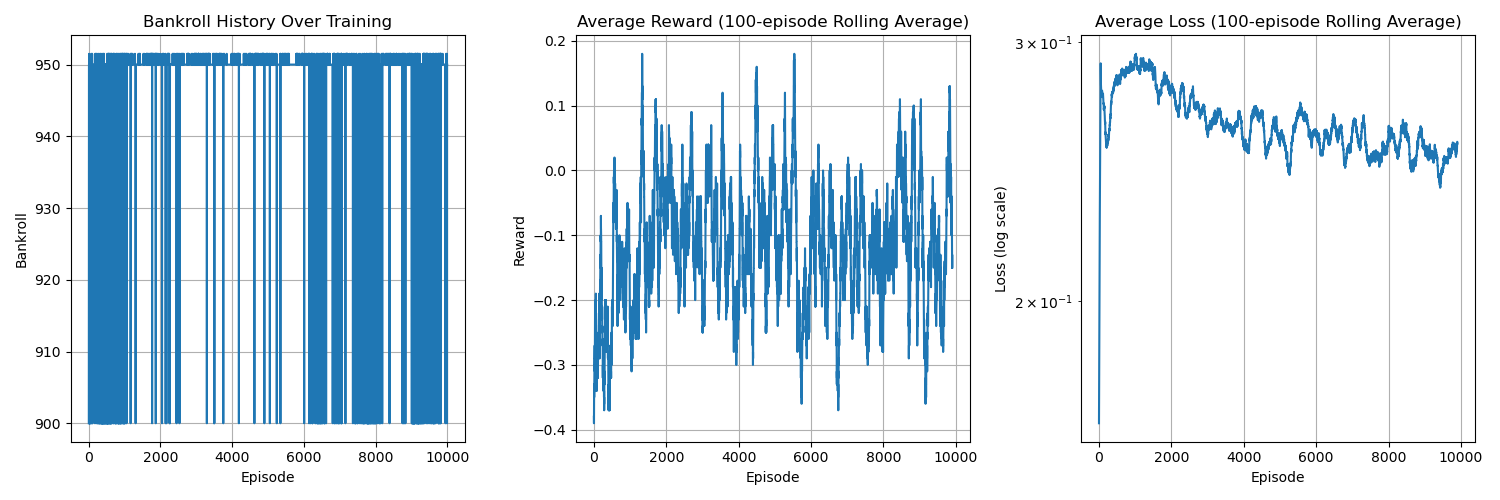 Bankroll History Over Training
950
940
930
920
910
900
Bankroll
0
2000
4000
6000
8000
10000
Episode
Average Reward (100-episode Rolling Average)
0.2
0.1
0.0
−0.1
−0.2
−0.3
−0.4
Reward
0
2000
4000
6000
8000
10000
Episode
Average Loss (100-episode Rolling Average)
3 × 10⁻¹
2 × 10⁻¹
Loss (log scale)
0
2000
4000
6000
8000
10000
Episode